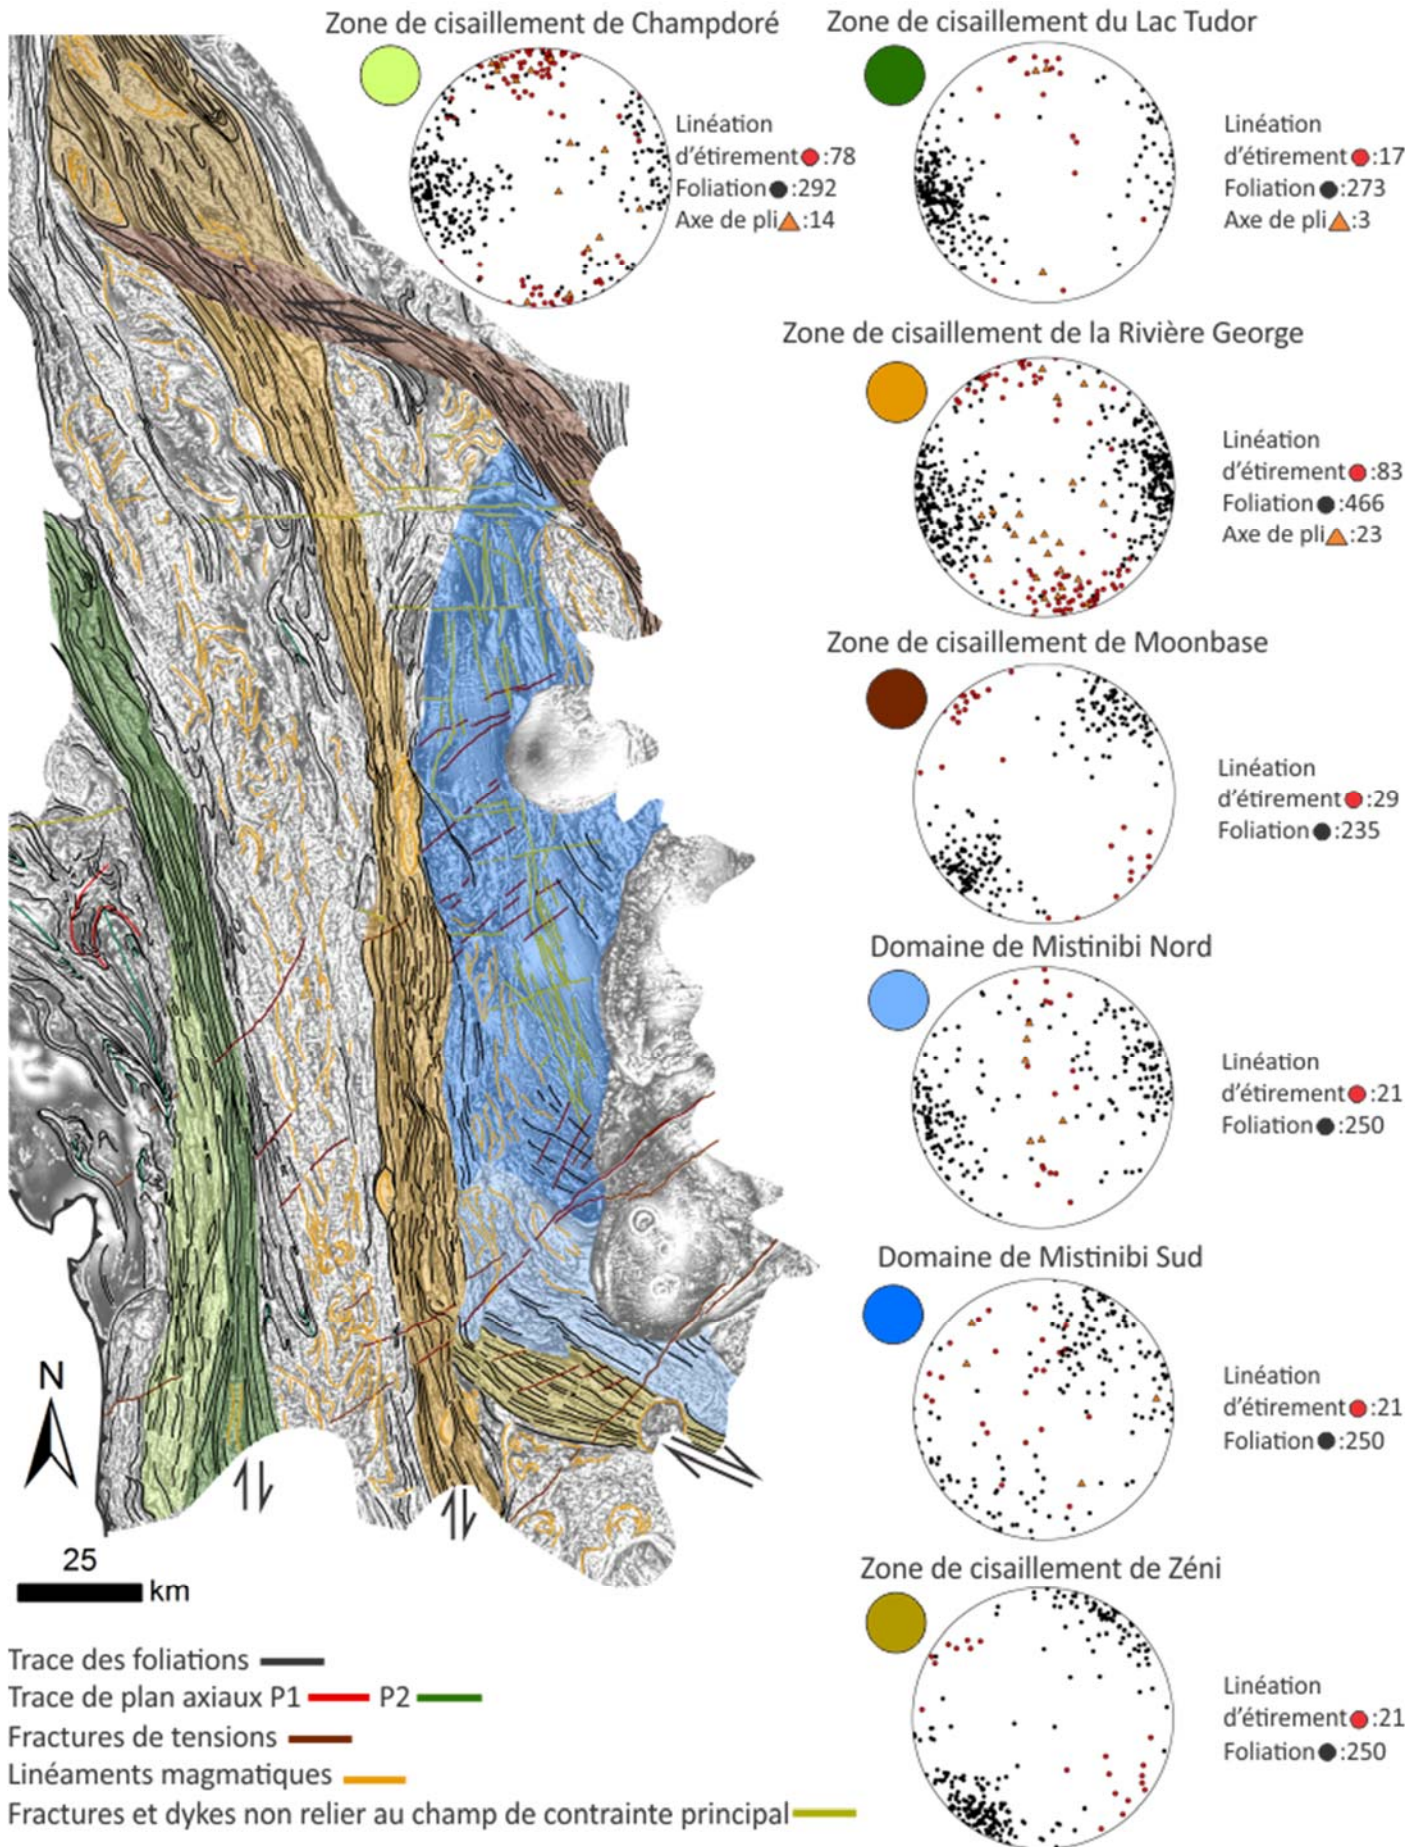 Zone de cisaillement de Champdoré
Linéation
d'étirement :78
Foliation :292
Axe de pli :14
Zone de cisaillement du Lac Tudor
Linéation
d'étirement :17
Foliation :273
Axe de pli :3
Zone de cisaillement de la Rivière George
Linéation
d'étirement :83
Foliation :466
Axe de pli :23
Zone de cisaillement de Moonbase
Linéation
d'étirement :29
Foliation :235
Domaine de Mistinibi Nord
Linéation
d'étirement :21
Foliation :250
Domaine de Mistinibi Sud
Linéation
d'étirement :21
Foliation :250
Zone de cisaillement de Zéni
Linéation
d'étirement :21
Foliation :250
N
25
km
Trace des foliations
Trace de plan axiaux P1 P2
Fractures de tensions
Linéaments magmatiques
Fractures et dykes non relier au champ de contrainte principal